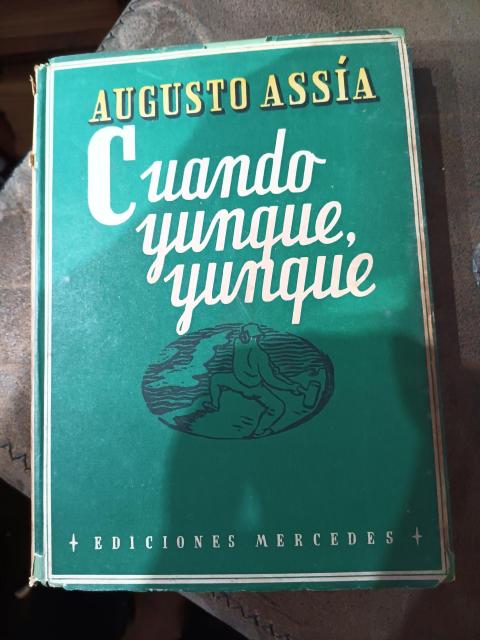 AUGUSTO ASSÍA
Cuando
yunque,
yunque
EDICIONES MERCEDES